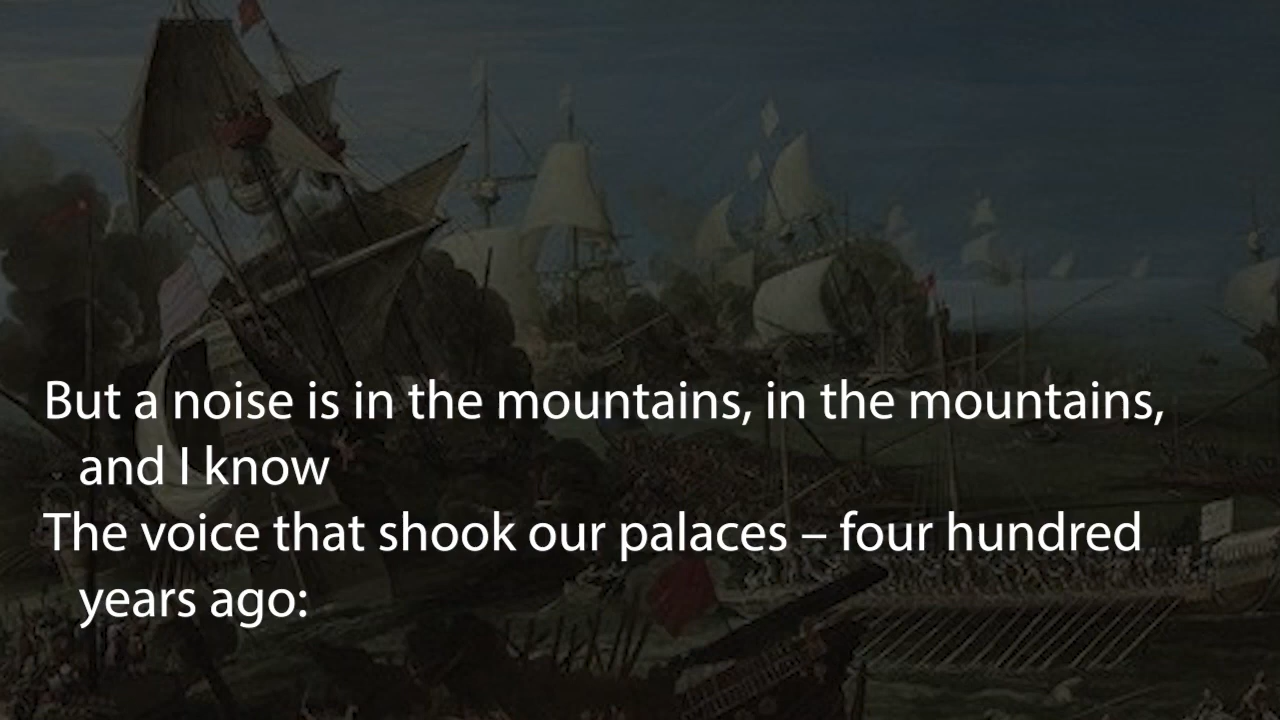 But a noise is in the mountains, in the mountains,
and I know
The voice that shook our palaces – four hundred
years ago: